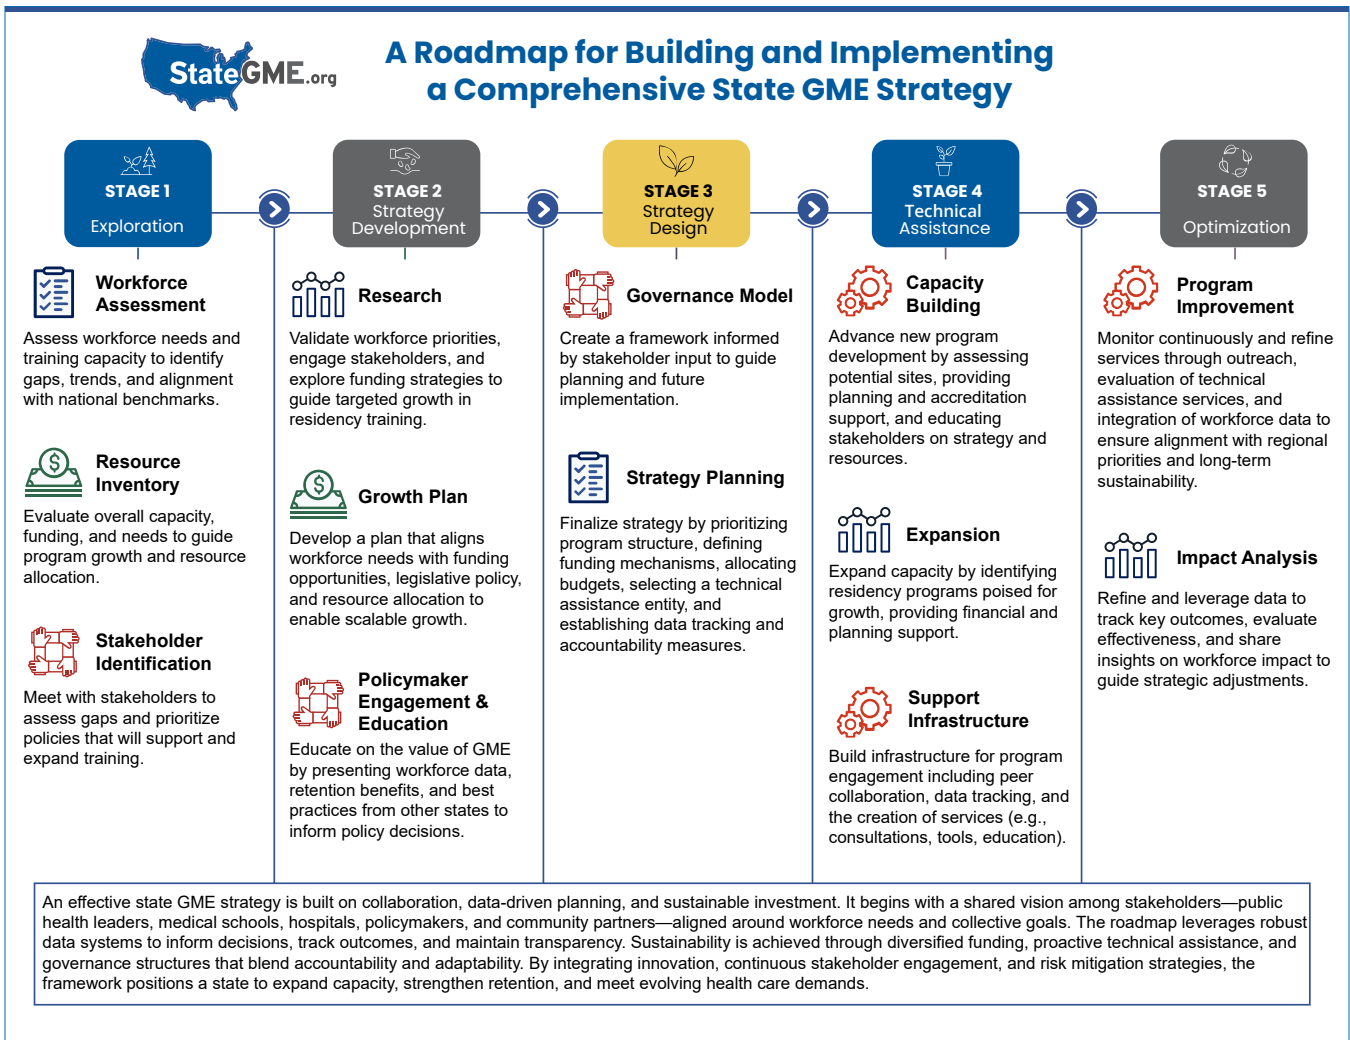 StateGME.org
A Roadmap for Building and Implementing
a Comprehensive State GME Strategy
STAGE 1
Exploration
Workforce
Assessment
Assess workforce needs and
training capacity to identify
gaps, trends, and alignment
with national benchmarks.
$
Resource
Inventory
Evaluate overall capacity,
funding, and needs to guide
program growth and resource
allocation.
Stakeholder
Identification
Meet with stakeholders to
assess gaps and prioritize
policies that will support and
expand training.
STAGE 2
Strategy
Development
Research
Validate workforce priorities,
engage stakeholders, and
explore funding strategies to
guide targeted growth in
residency training.
$
Growth Plan
Develop a plan that aligns
workforce needs with funding
opportunities, legislative policy,
and resource allocation to
enable scalable growth.
Policymaker
Engagement &
Education
Educate on the value of GME
by presenting workforce data,
retention benefits, and best
practices from other states to
inform policy decisions.
STAGE 3
Strategy
Design
Governance Model
Create a framework informed
by stakeholder input to guide
planning and future
implementation.
Strategy Planning
Finalize strategy by prioritizing
program structure, defining
funding mechanisms, allocating
budgets, selecting a technical
assistance entity, and
establishing data tracking and
accountability measures.
STAGE 4
Technical
Assistance
Capacity
Building
Advance new program
development by assessing
potential sites, providing
planning and accreditation
support, and educating
stakeholders on strategy and
resources.
Expansion
Expand capacity by identifying
residency programs poised for
growth, providing financial and
planning support.
Support
Infrastructure
Build infrastructure for program
engagement including peer
collaboration, data tracking, and
the creation of services (e.g.,
consultations, tools, education).
STAGE 5
Optimization
Program
Improvement
Monitor continuously and refine
services through outreach,
evaluation of technical
assistance services, and
integration of workforce data to
ensure alignment with regional
priorities and long-term
sustainability.
Impact Analysis
Refine and leverage data to
track key outcomes, evaluate
effectiveness, and share
insights on workforce impact to
guide strategic adjustments.
An effective state GME strategy is built on collaboration, data-driven planning, and sustainable investment. It begins with a shared vision among stakeholders—public
health leaders, medical schools, hospitals, policymakers, and community partners—aligned around workforce needs and collective goals. The roadmap leverages robust
data systems to inform decisions, track outcomes, and maintain transparency. Sustainability is achieved through diversified funding, proactive technical assistance, and
governance structures that blend accountability and adaptability. By integrating innovation, continuous stakeholder engagement, and risk mitigation strategies, the
framework positions a state to expand capacity, strengthen retention, and meet evolving health care demands.